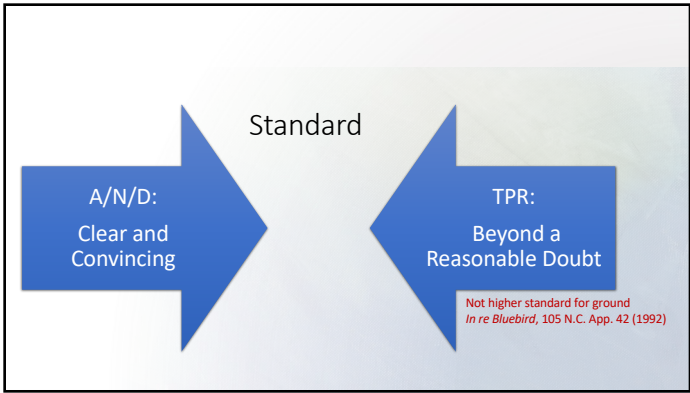 Standard
A/N/D:
Clear and
Convincing
TPR:
Beyond a
Reasonable Doubt
Not higher standard for ground
In re Bluebird, 105 N.C. App. 42 (1992)